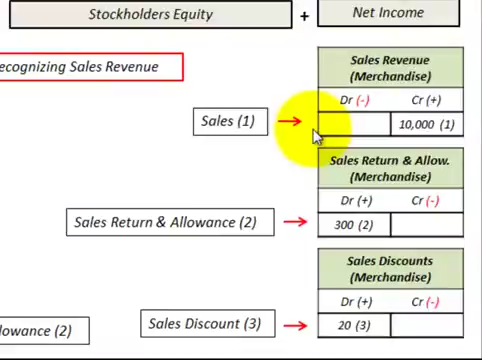 Stockholders Equity + Net Income
ecognizing Sales Revenue
Sales Revenue
(Merchandise)
Dr (-) Cr (+)
Sales (1)
10,000 (1)
Sales Return & Allow.
(Merchandise)
Dr (+) Cr (-)
Sales Return & Allowance (2)
300 (2)
Sales Discounts
(Merchandise)
Dr (+) Cr (-)
lowance (2)
Sales Discount (3)
20 (3)